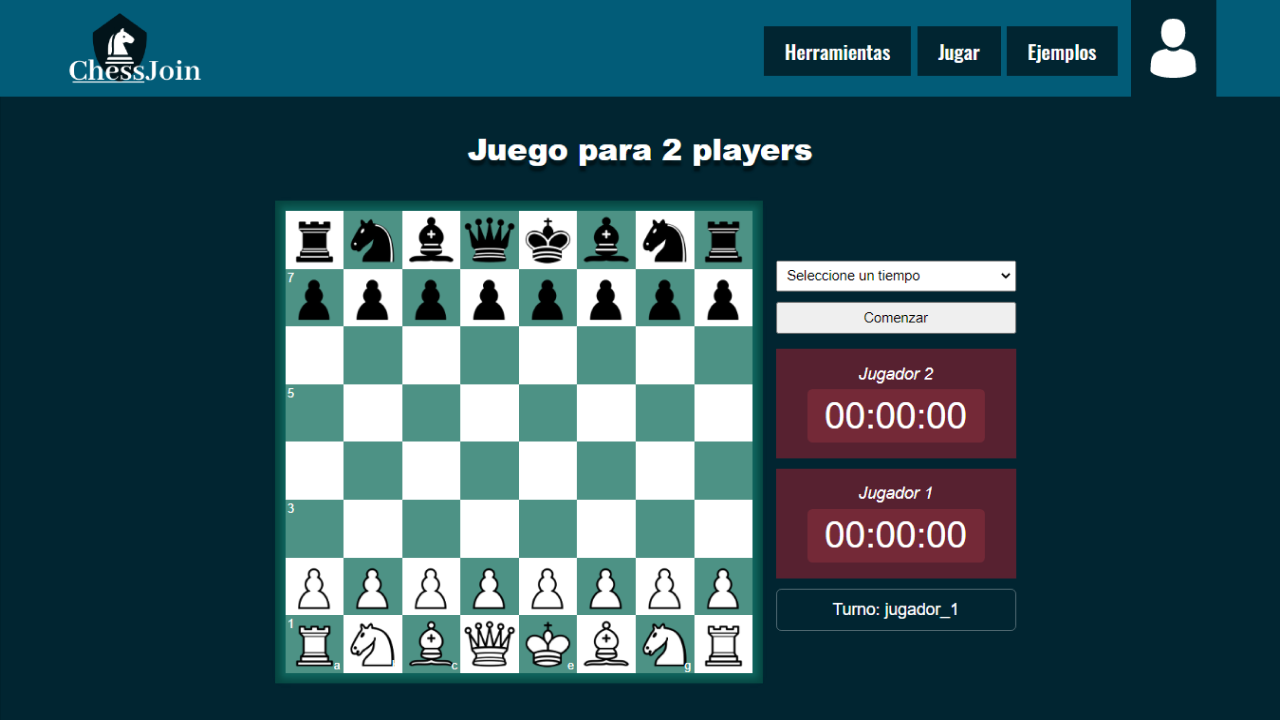 ChessJoin
Herramientas
Jugar
Ejemplos
Juego para 2 players
7
5
3
1
a
c
e
g
Seleccione un tiempo
Comenzar
Jugador 2
00:00:00
Jugador 1
00:00:00
Turno: jugador_1